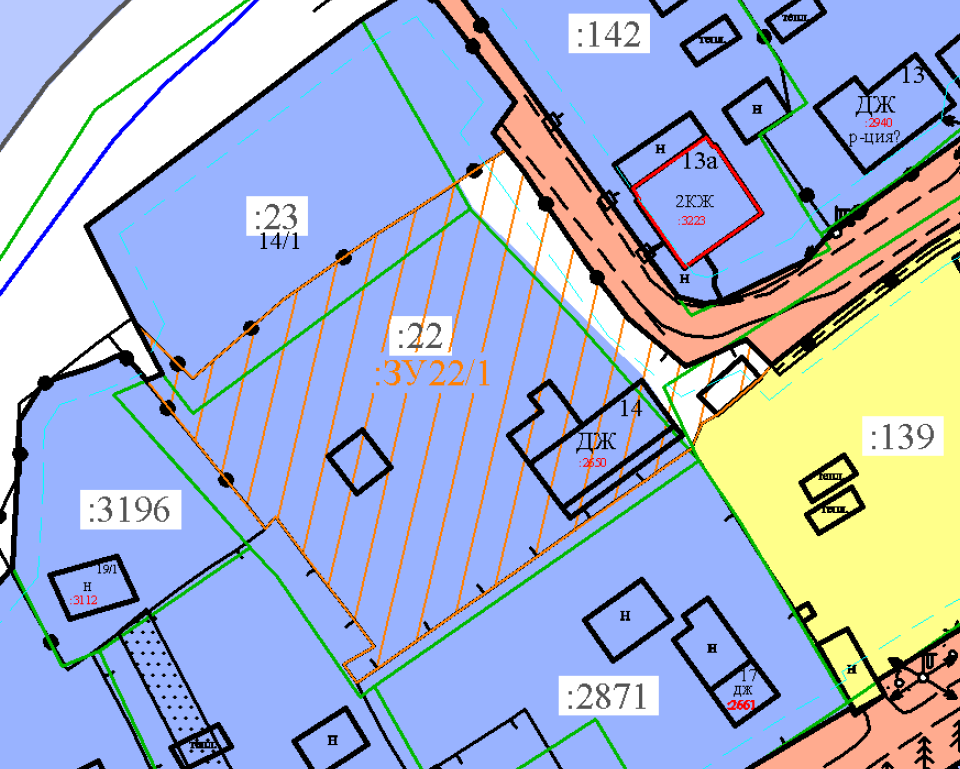 :142
тепл.
тепл.
13
ДЖ
:2940
р-ция?
н
н
13а
2КЖ
:3223
н
:23
14/1
:22
:ЗУ22/1
14
ДЖ
:2650
:139
тепл.
тепл.
:3196
19/1
н
:3112
н
н
17
дж
:2661
н
:2871
тепл.
н